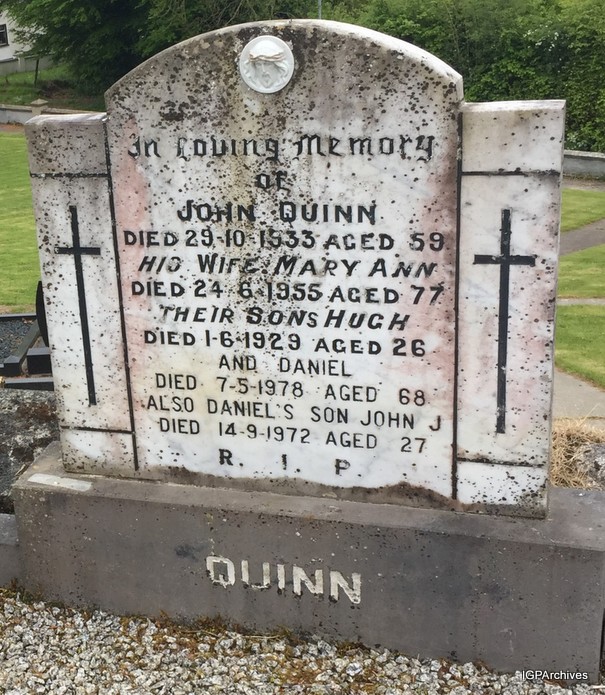 In Loving Memory
of
JOHN QUINN
DIED 29·10·1933 AGED 59
HIS WIFE MARY ANN
DIED 24·6·1955 AGED 77
THEIR SONS HUGH
DIED 1·6·1929 AGED 26
AND DANIEL
DIED 7-5-1978 AGED 68
ALSO DANIEL'S SON JOHN J
DIED 14-9-1972 AGED 27
R. I. P.
QUINN
IGPArchives